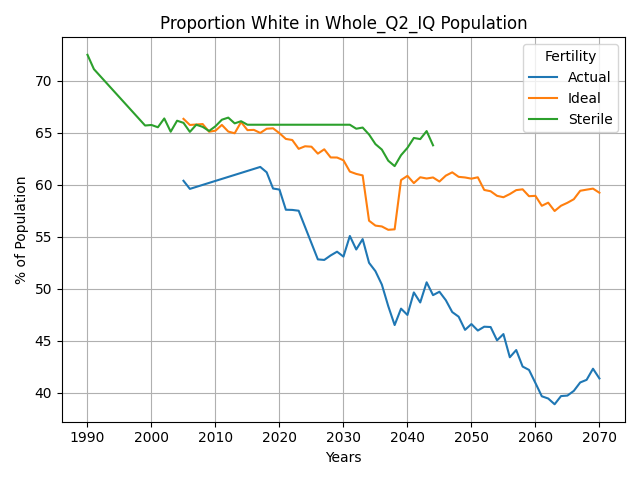 Proportion White in Whole_Q2_IQ Population
Fertility
Actual
Ideal
Sterile
% of Population
70
65
60
55
50
45
40
1990
2000
2010
2020
2030
2040
2050
2060
2070
Years